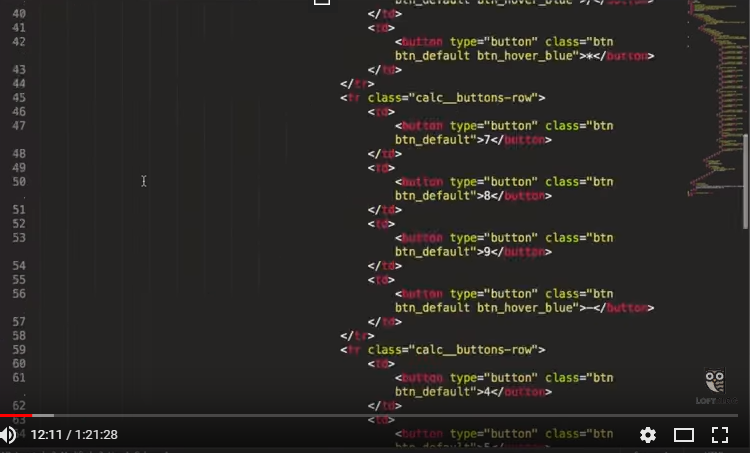 btn_default btn_hover_blue">/</button>
40 </td>
41 <td>
42 <button type="button" class="btn
btn_default btn_hover_blue">*</button>
43 </td>
44 </tr>
45 <tr class="calc__buttons-row">
46 <td>
47 <button type="button" class="btn
btn_default">7</button>
48 </td>
49 <td>
50 <button type="button" class="btn
btn_default">8</button>
51 </td>
52 <td>
53 <button type="button" class="btn
btn_default">9</button>
54 </td>
55 <td>
56 <button type="button" class="btn
btn_default btn_hover_blue">—</button>
57 </td>
58 </tr>
59 <tr class="calc__buttons-row">
60 <td>
61 <button type="button" class="btn
btn_default">4</button>
62 </td>
63 <td>
64 <button type="button" class="btn
LOFT BLOG
12:11 / 1:21:28